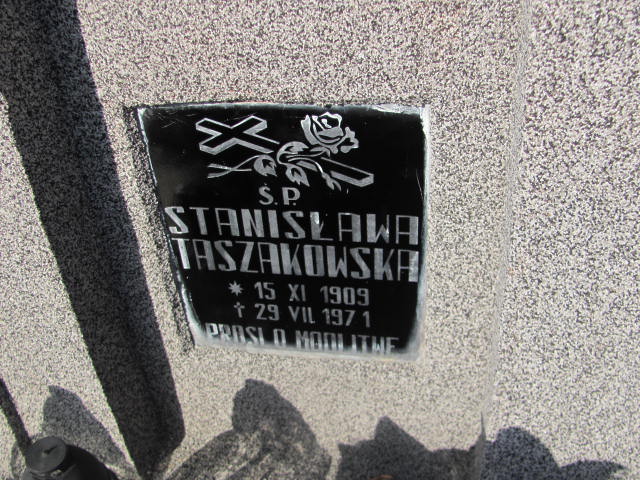 Ś.P.
STANISŁAWA
TASZAKOWSKA
* 15 XI 1909
† 29 VII 1971
PROSI O MODLITWĘ